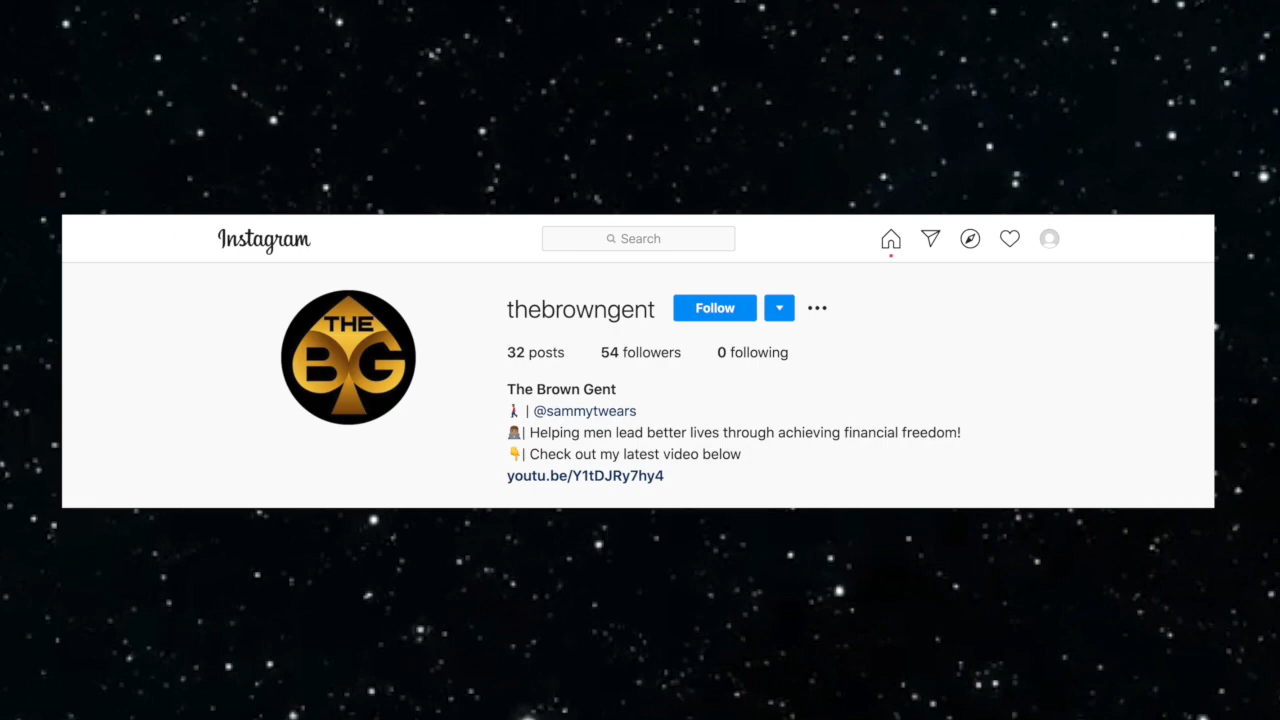 Instagram
Search
THE
BG
thebrowngent Follow
32 posts 54 followers 0 following
The Brown Gent
🚶🏾| @sammytwears
👨🏽‍💼| Helping men lead better lives through achieving financial freedom!
👇| Check out my latest video below
youtu.be/Y1tDJRy7hy4